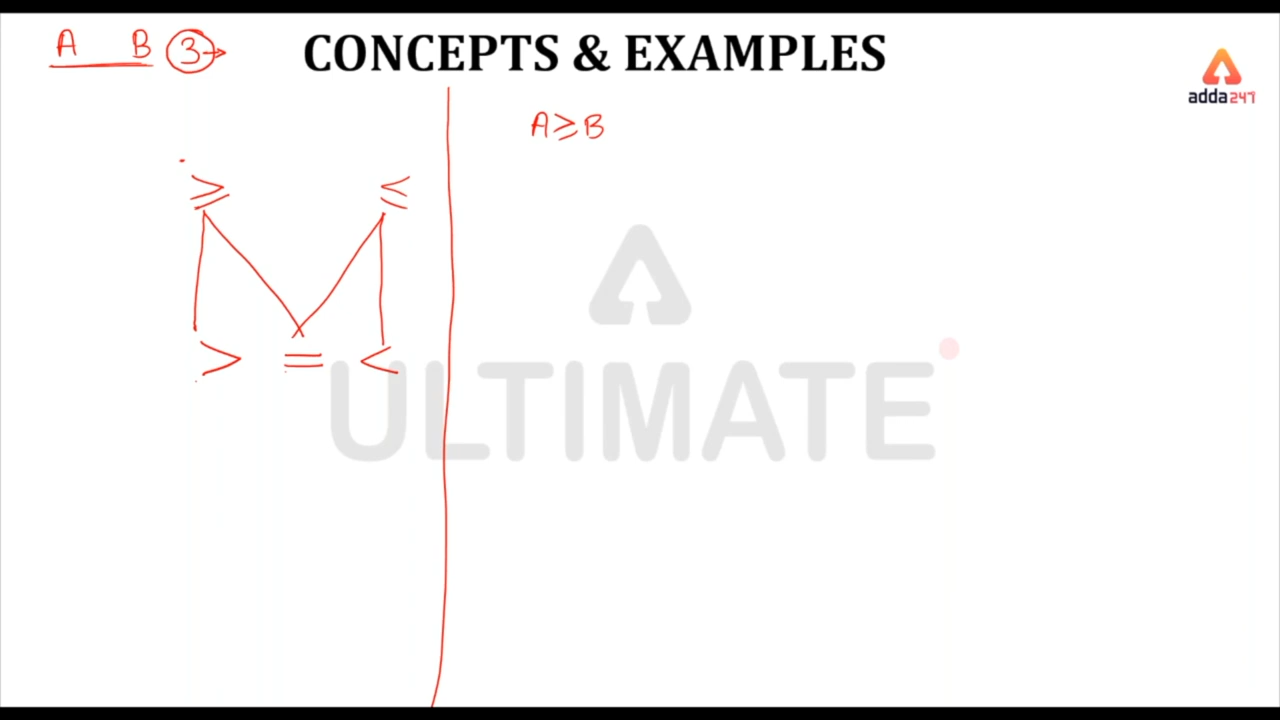 A B 3→
CONCEPTS & EXAMPLES
adda247
A ≥ B
≥ ≤
> = <
ULTIMATE